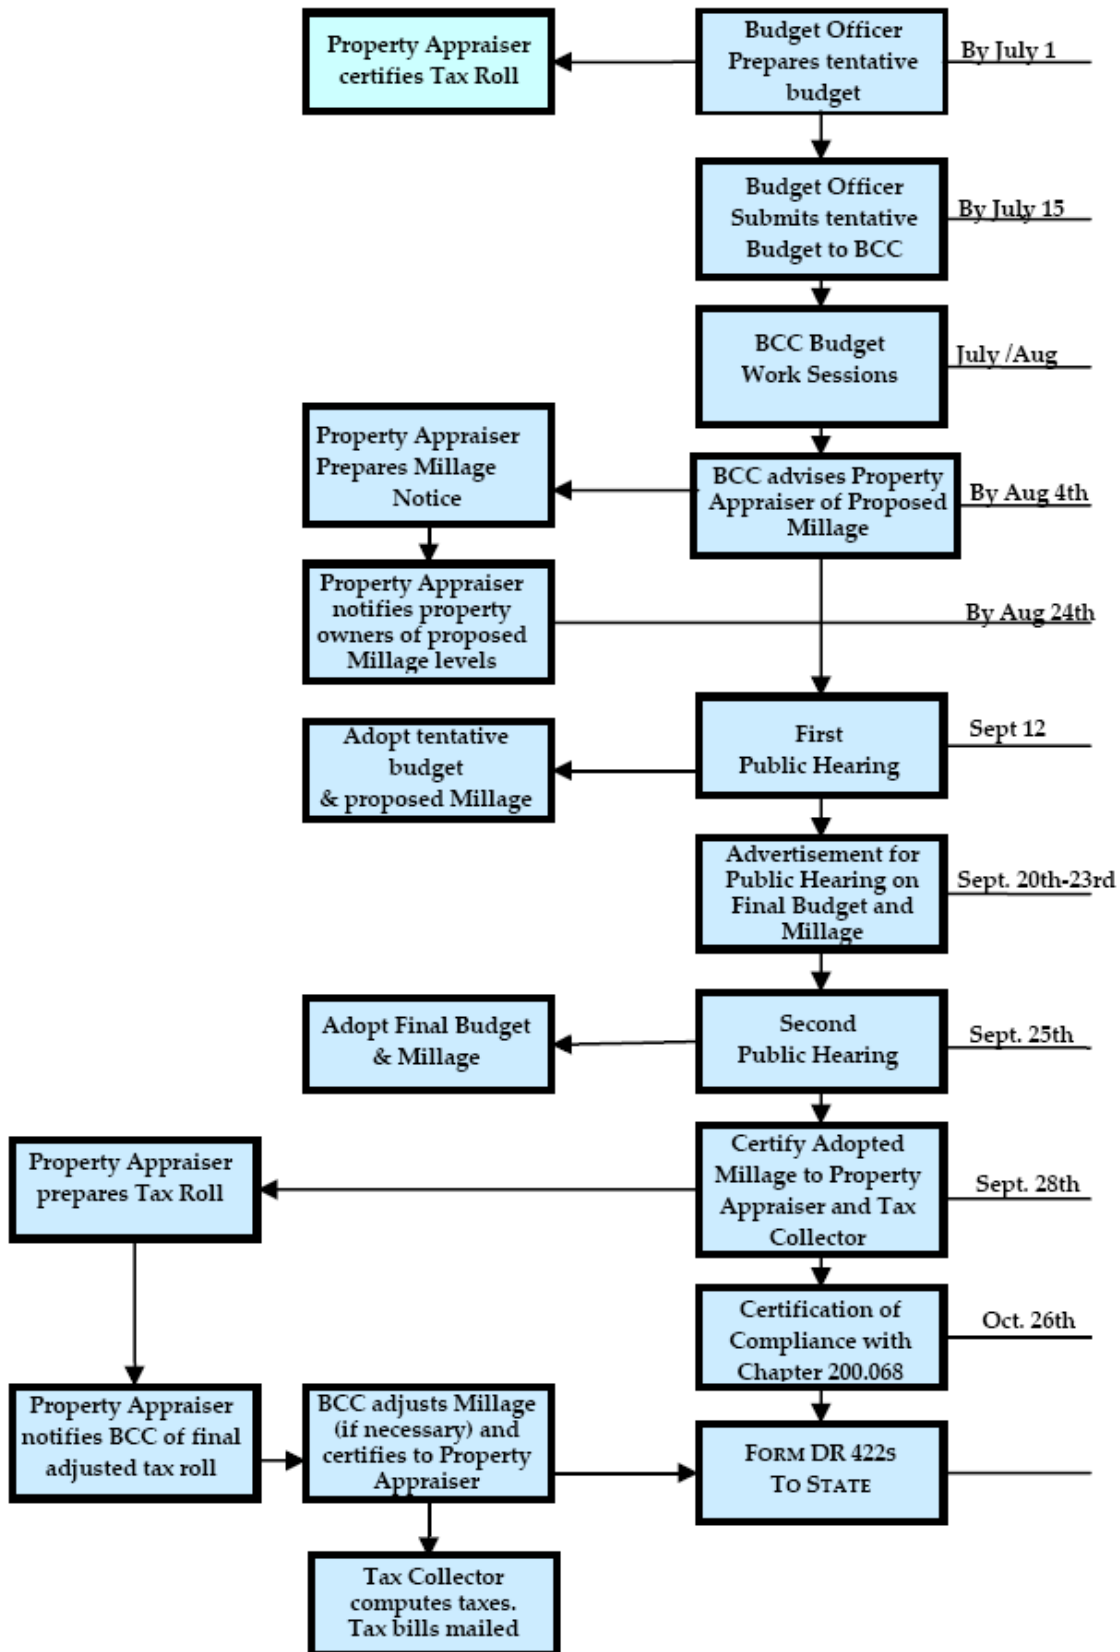 Property Appraiser
certifies Tax Roll
Budget Officer
Prepares tentative
budget
By July 1
Budget Officer
Submits tentative
Budget to BCC
By July 15
BCC Budget
Work Sessions
July /Aug
Property Appraiser
Prepares Millage
Notice
BCC advises Property
Appraiser of Proposed
Millage
By Aug 4th
Property Appraiser
notifies property
owners of proposed
Millage levels
By Aug 24th
First
Public Hearing
Sept 12
Adopt tentative
budget
& proposed Millage
Advertisement for
Public Hearing on
Final Budget and
Millage
Sept. 20th-23rd
Adopt Final Budget
& Millage
Second
Public Hearing
Sept. 25th
Property Appraiser
prepares Tax Roll
Certify Adopted
Millage to Property
Appraiser and Tax
Collector
Sept. 28th
Certification of
Compliance with
Chapter 200.068
Oct. 26th
Property Appraiser
notifies BCC of final
adjusted tax roll
BCC adjusts Millage
(if necessary) and
certifies to Property
Appraiser
FORM DR 422S
TO STATE
Tax Collector
computes taxes.
Tax bills mailed